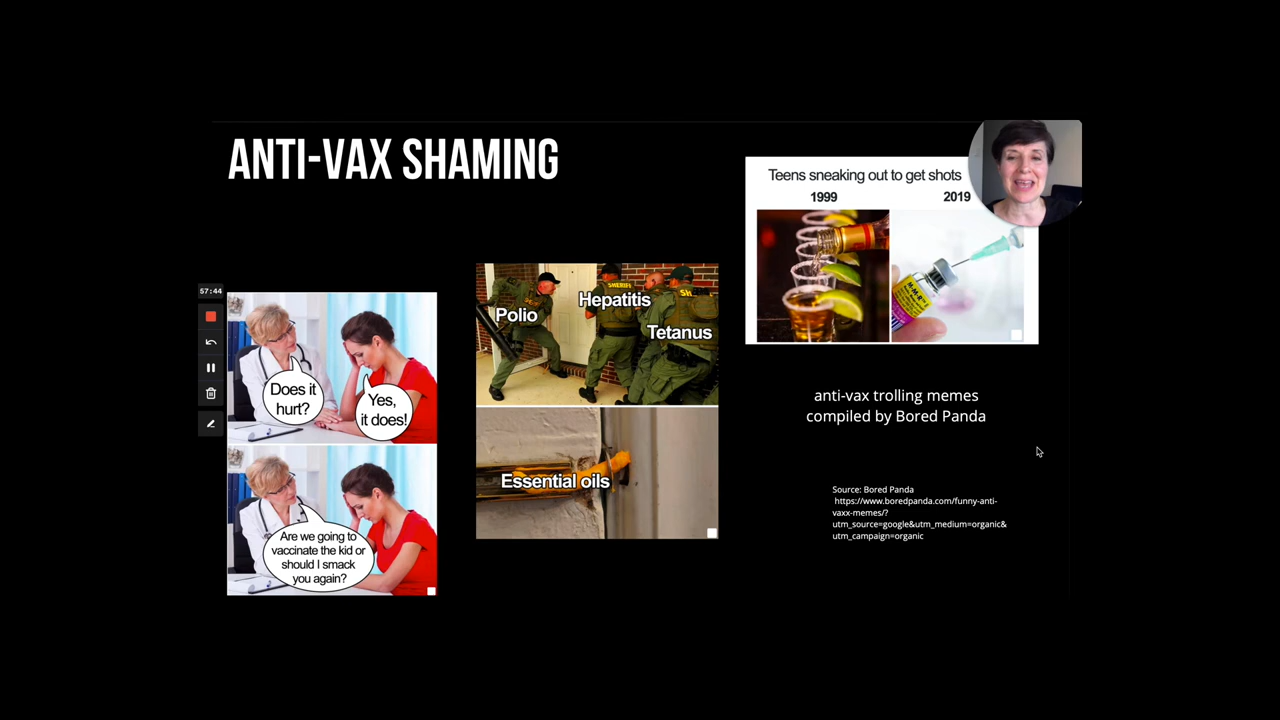 ANTI-VAX SHAMING
57:44
Does it
hurt?
Yes,
it does!
Are we going to
vaccinate the kid or
should I smack
you again?
SHERIFF
SH
Polio
Hepatitis
Tetanus
Essential oils
Teens sneaking out to get shots
1999
2019
M-M-R
anti-vax trolling memes
compiled by Bored Panda
Source: Bored Panda
https://www.boredpanda.com/funny-anti-
vaxx-memes/?
utm_source=google&utm_medium=organic&
utm_campaign=organic